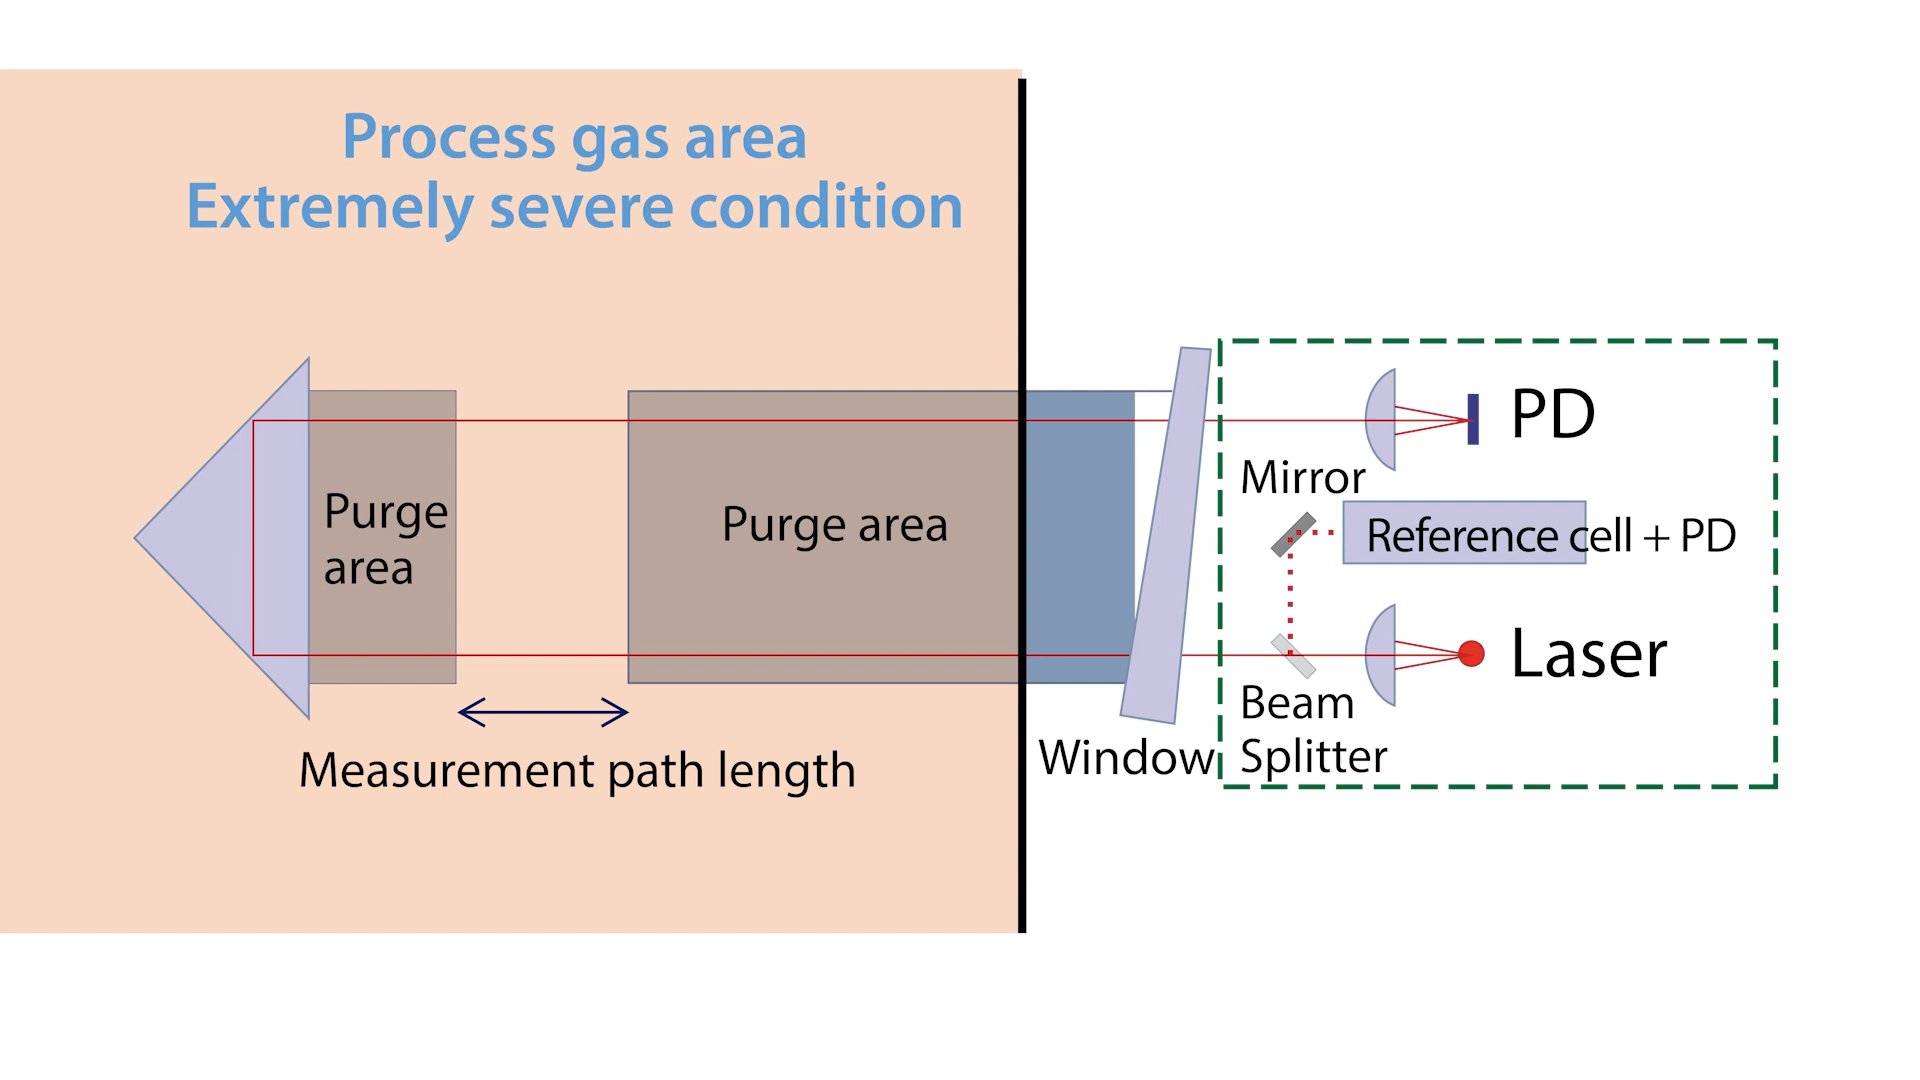 Process gas area
Extremely severe condition
PD
Mirror
Purge
area
Purge area
Reference cell + PD
Laser
Beam
Splitter
Window
Measurement path length